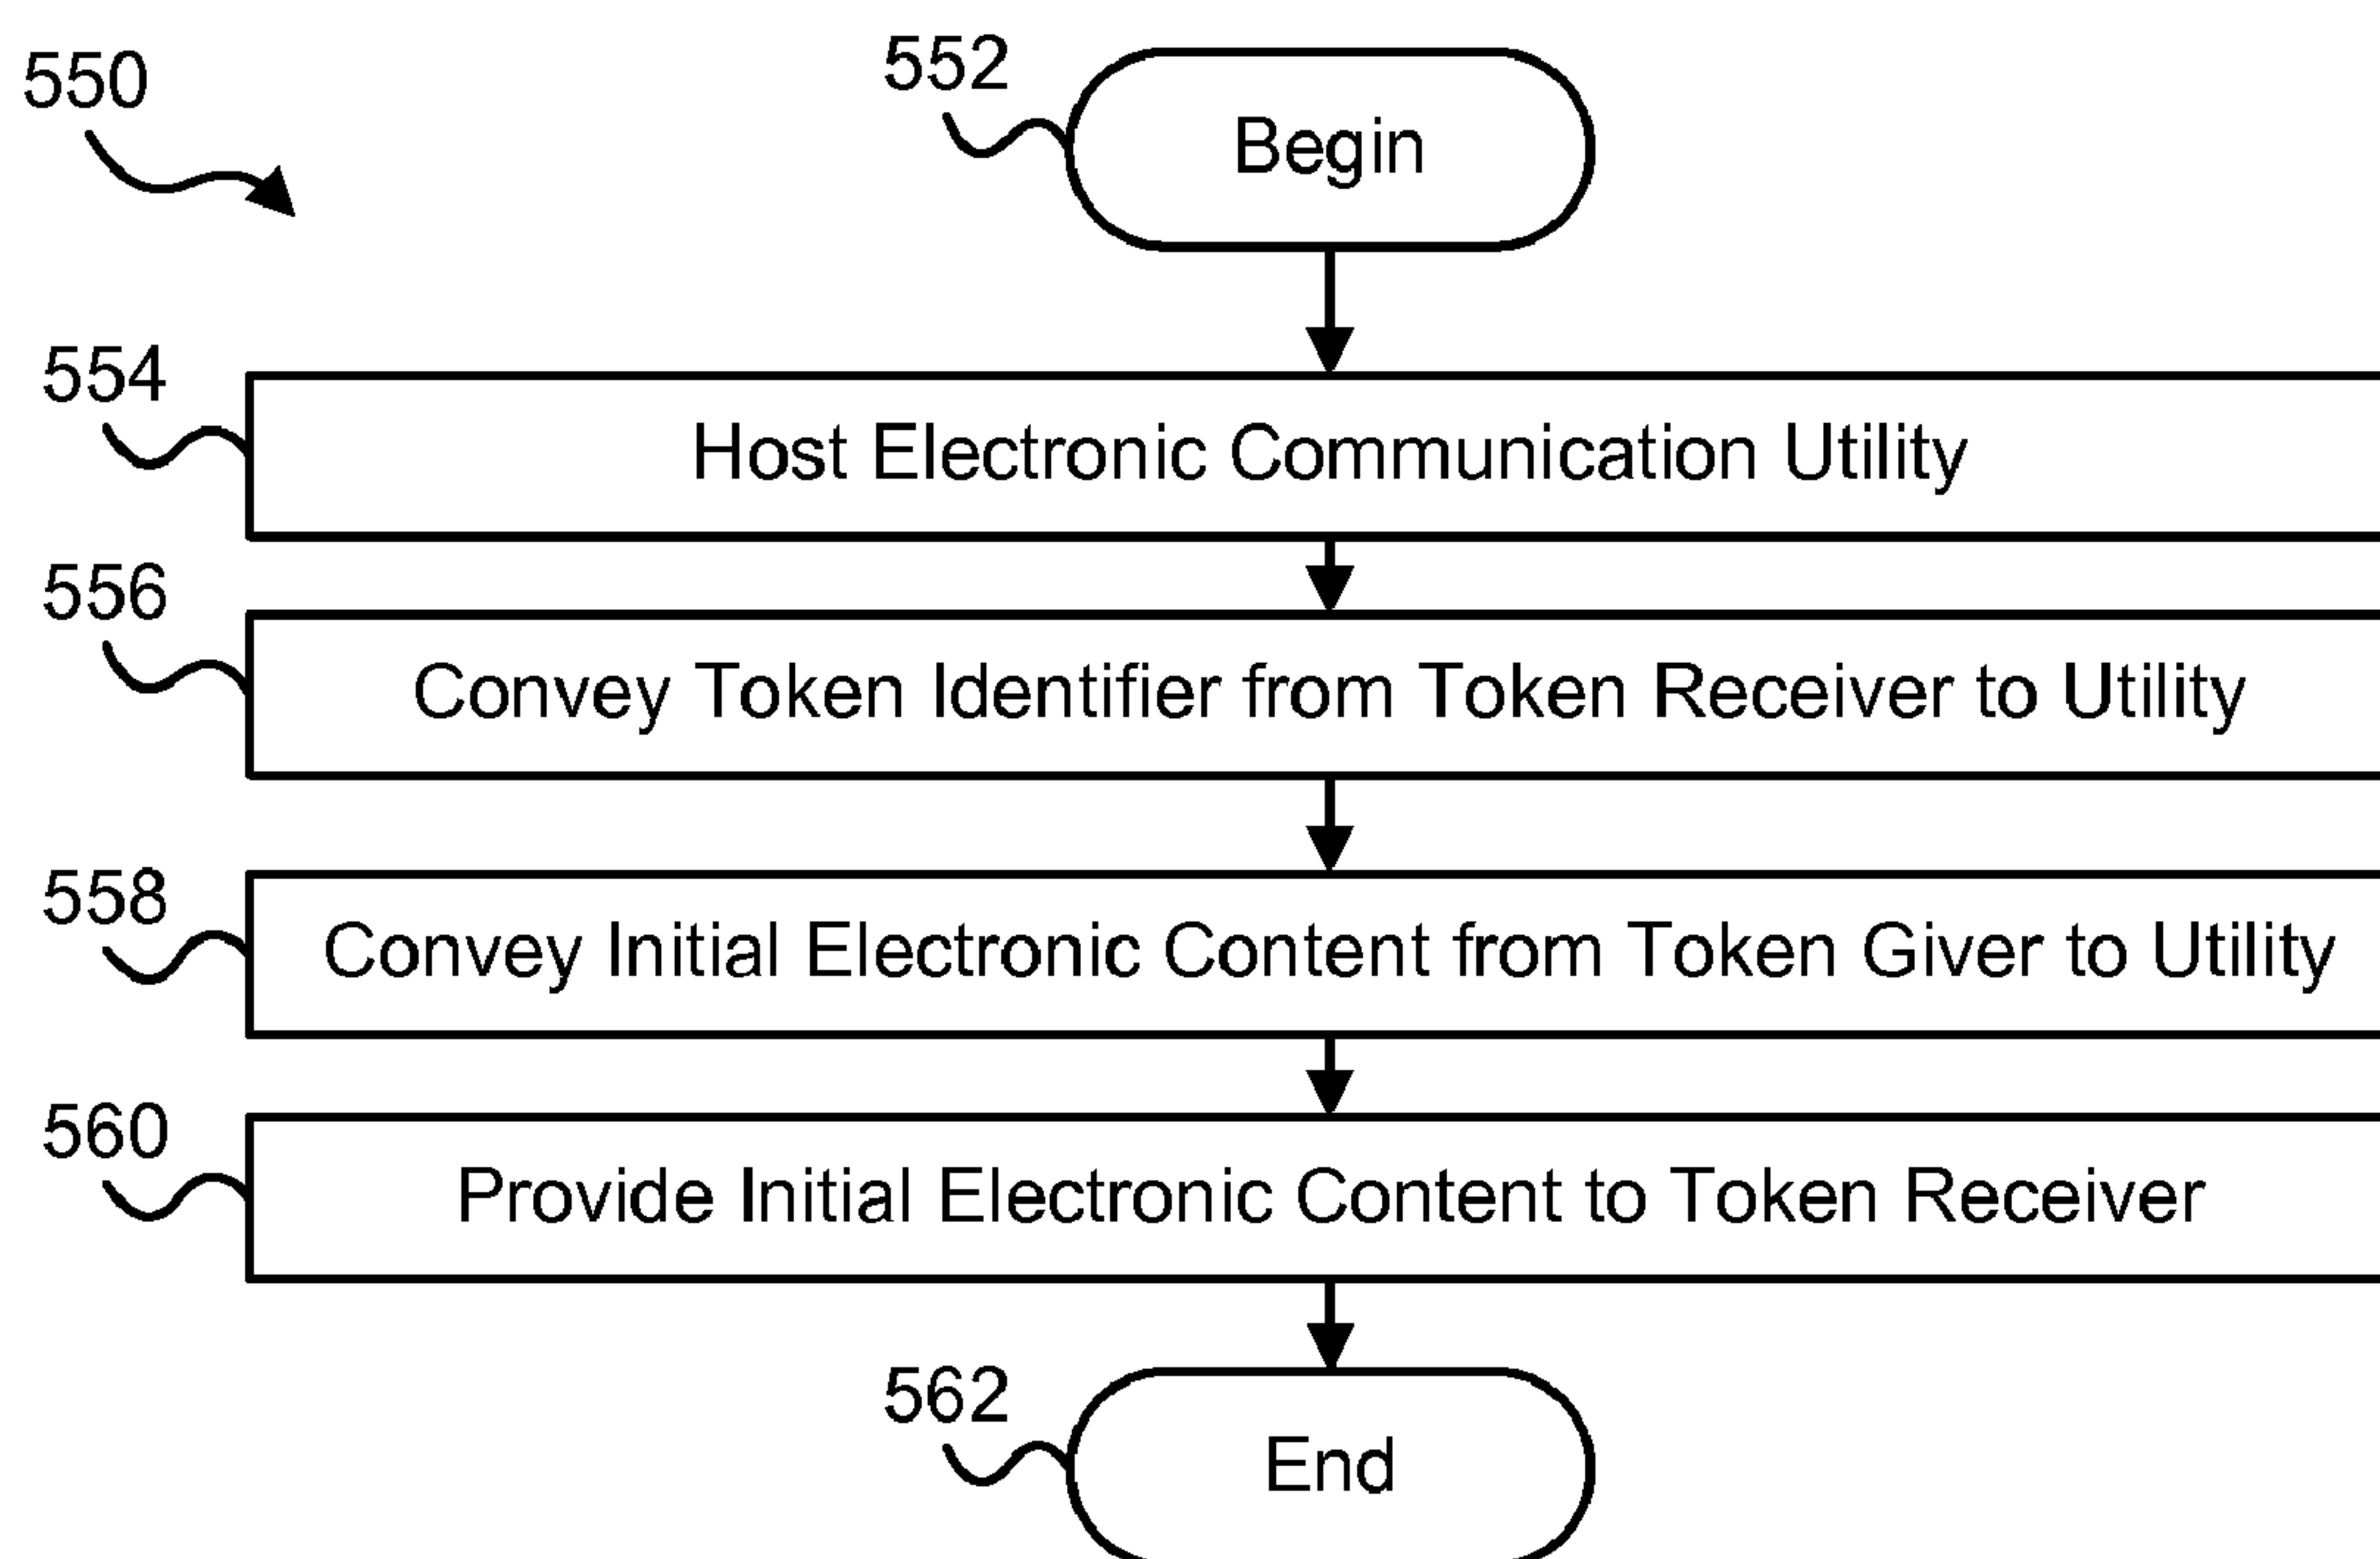 550
552
Begin
554
Host Electronic Communication Utility
556
Convey Token Identifier from Token Receiver to Utility
558
Convey Initial Electronic Content from Token Giver to Utility
560
Provide Initial Electronic Content to Token Receiver
562
End